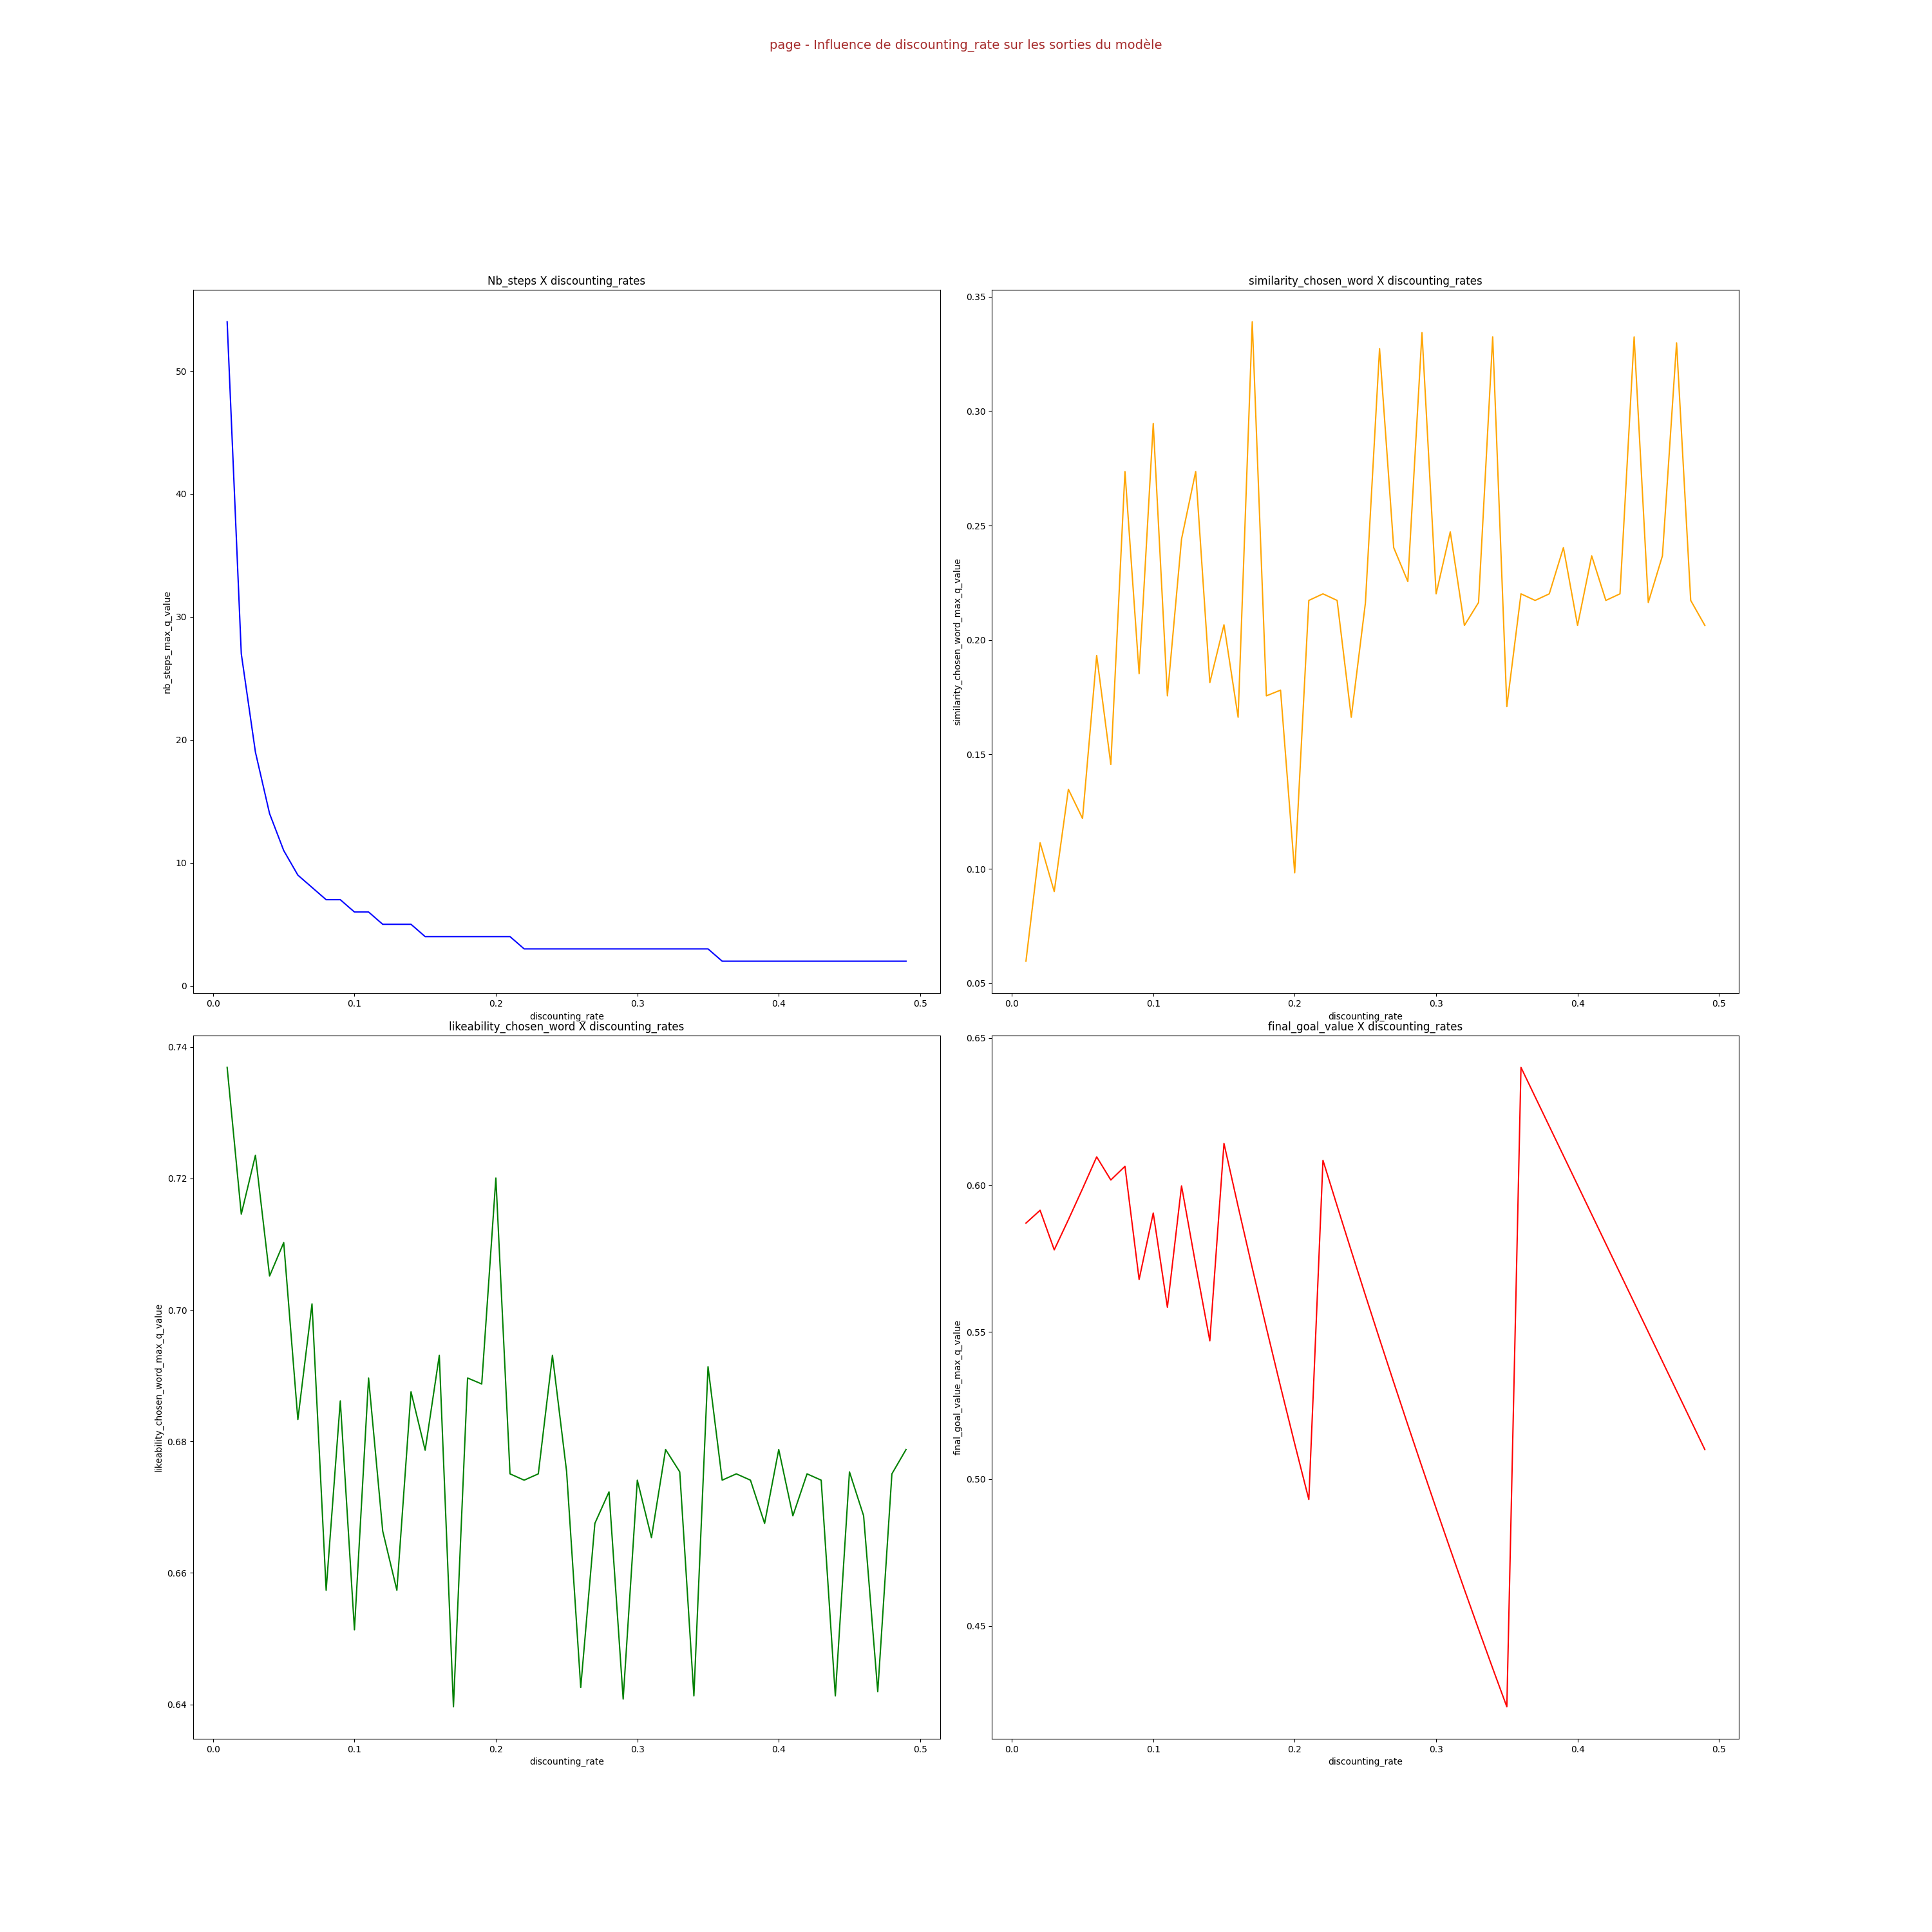 page - Influence de discounting_rate sur les sorties du modèle
Nb_steps X discounting_rates
nb_steps_max_q_value
50
40
30
20
10
0
0.0 0.1 0.2 0.3 0.4 0.5
discounting_rate
similarity_chosen_word X discounting_rates
similarity_chosen_word_max_q_value
0.35
0.30
0.25
0.20
0.15
0.10
0.05
0.0 0.1 0.2 0.3 0.4 0.5
discounting_rate
likeability_chosen_word X discounting_rates
likeability_chosen_word_max_q_value
0.74
0.72
0.70
0.68
0.66
0.64
0.0 0.1 0.2 0.3 0.4 0.5
discounting_rate
final_goal_value X discounting_rates
final_goal_value_max_q_value
0.65
0.60
0.55
0.50
0.45
0.0 0.1 0.2 0.3 0.4 0.5
discounting_rate